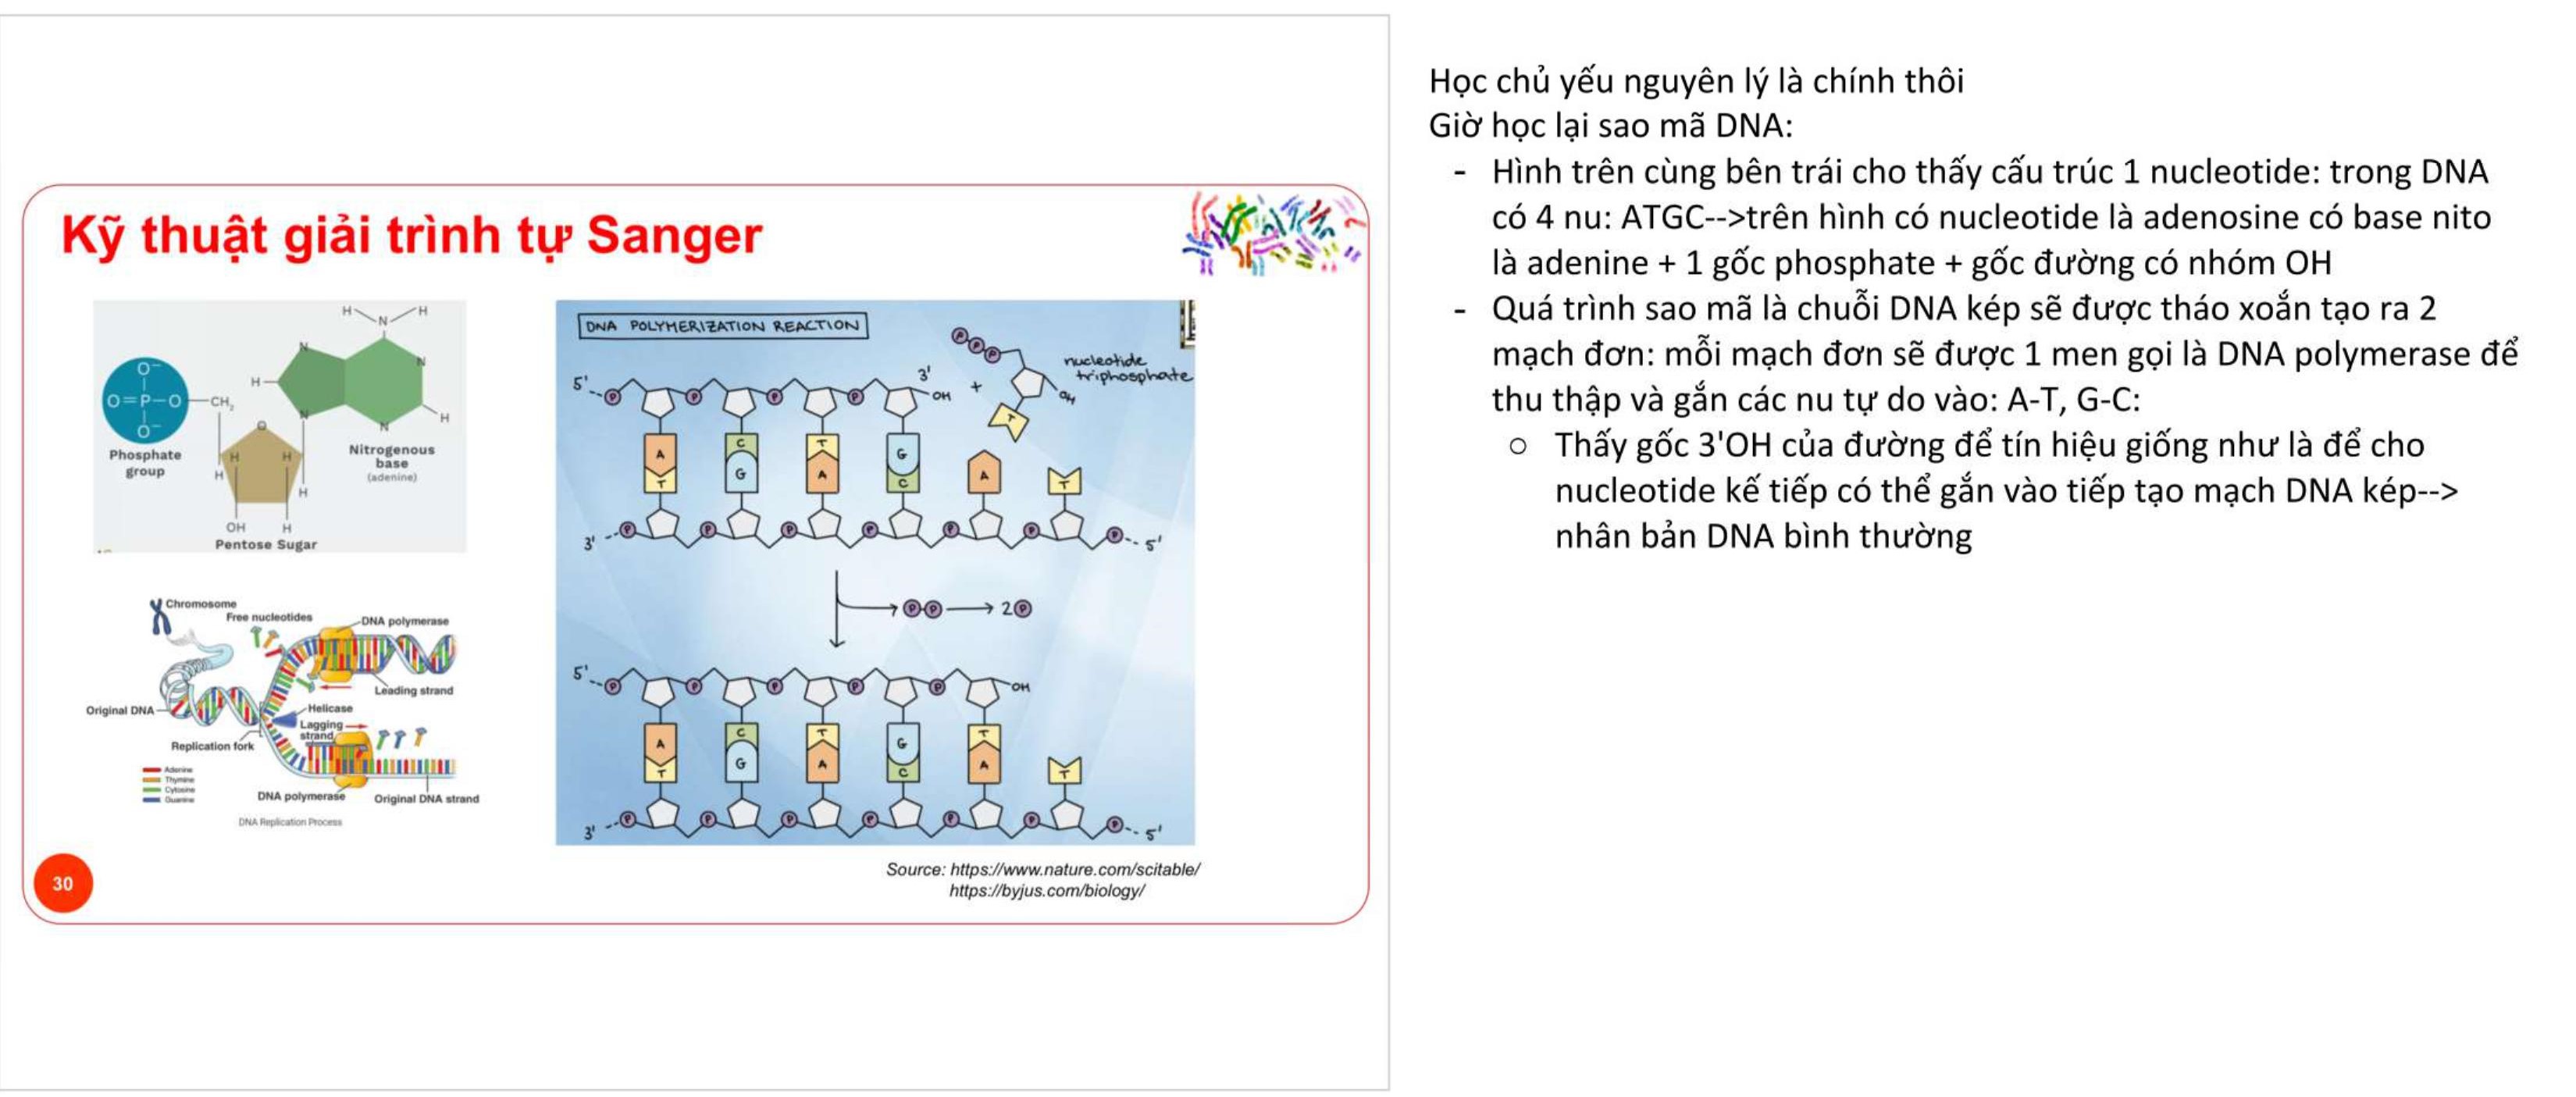 Kỹ thuật giải trình tự Sanger
H H
N
N
N
H
N
N
H
O-
O=P-O
O-
CH2
O
H H
H
H
OH H
Phosphate
group
Nitrogenous
base
(adenine)
Pentose Sugar
Chromosome
Free nucleotides
DNA polymerase
Leading strand
Original DNA
Helicase
Lagging
strand
Replication fork
Adenine
Thymine
Cytosine
Guanine
DNA polymerase
Original DNA strand
DNA Replication Process
DNA POLYMERIZATION REACTION
P P P
nucleotide
triphosphate
+
OH
T
5' P P P P 3' OH
A C T G
T G A C A T
3' P P P P P P P 5'
P-P → 2P
5' P P P P P OH
A C T G T
T G A C A T
3' P P P P P P P 5'
Source: https://www.nature.com/scitable/
https://byjus.com/biology/
30
Học chủ yếu nguyên lý là chính thôi
Giờ học lại sao mã DNA:
- Hình trên cùng bên trái cho thấy cấu trúc 1 nucleotide: trong DNA
có 4 nu: ATGC-->trên hình có nucleotide là adenosine có base nito
là adenine + 1 gốc phosphate + gốc đường có nhóm OH
- Quá trình sao mã là chuỗi DNA kép sẽ được tháo xoắn tạo ra 2
mạch đơn: mỗi mạch đơn sẽ được 1 men gọi là DNA polymerase để
thu thập và gắn các nu tự do vào: A-T, G-C:
○ Thấy gốc 3'OH của đường để tín hiệu giống như là để cho
nucleotide kế tiếp có thể gắn vào tiếp tạo mạch DNA kép-->
nhân bản DNA bình thường